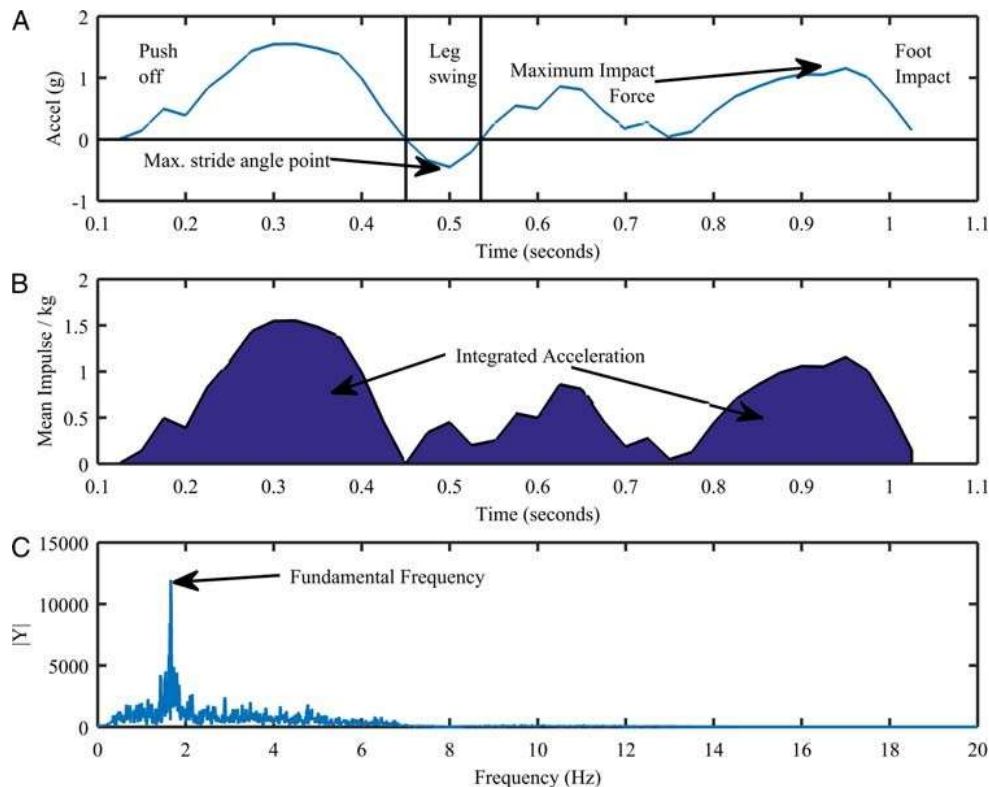 A
2
1
0
-1
Accel (g)
Push
off
Leg
swing
Maximum Impact
Force
Foot
Impact
Max. stride angle point
0.1 0.2 0.3 0.4 0.5 0.6 0.7 0.8 0.9 1 1.1
Time (seconds)
B
2
1.5
1
0.5
0
Mean Impulse / kg
Integrated Acceleration
0.1 0.2 0.3 0.4 0.5 0.6 0.7 0.8 0.9 1 1.1
Time (seconds)
C
15000
10000
5000
0
|Y|
Fundamental Frequency
0 2 4 6 8 10 12 14 16 18 20
Frequency (Hz)